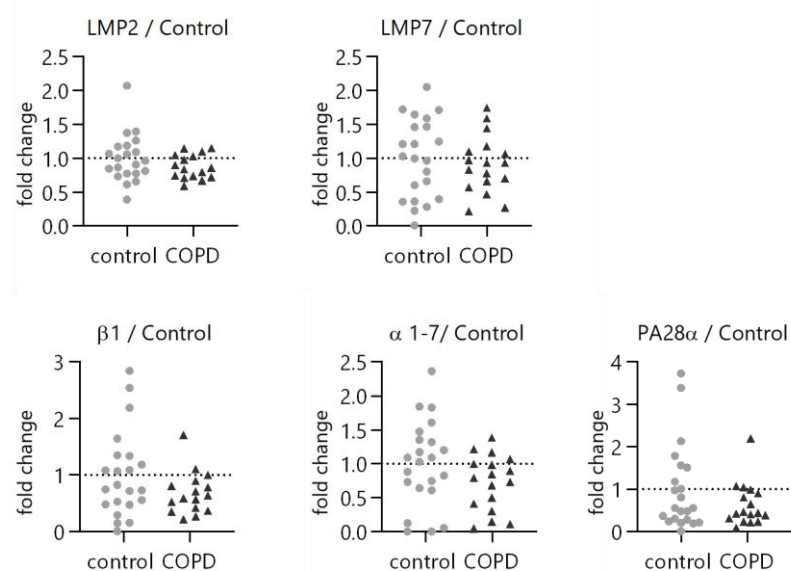 LMP2 / Control
fold change
2.5
2.0
1.5
1.0
0.5
0.0
control COPD
LMP7 / Control
fold change
2.5
2.0
1.5
1.0
0.5
0.0
control COPD
β1 / Control
fold change
3
2
1
0
control COPD
α 1-7/ Control
fold change
2.5
2.0
1.5
1.0
0.5
0.0
control COPD
PA28α / Control
fold change
4
3
2
1
0
control COPD